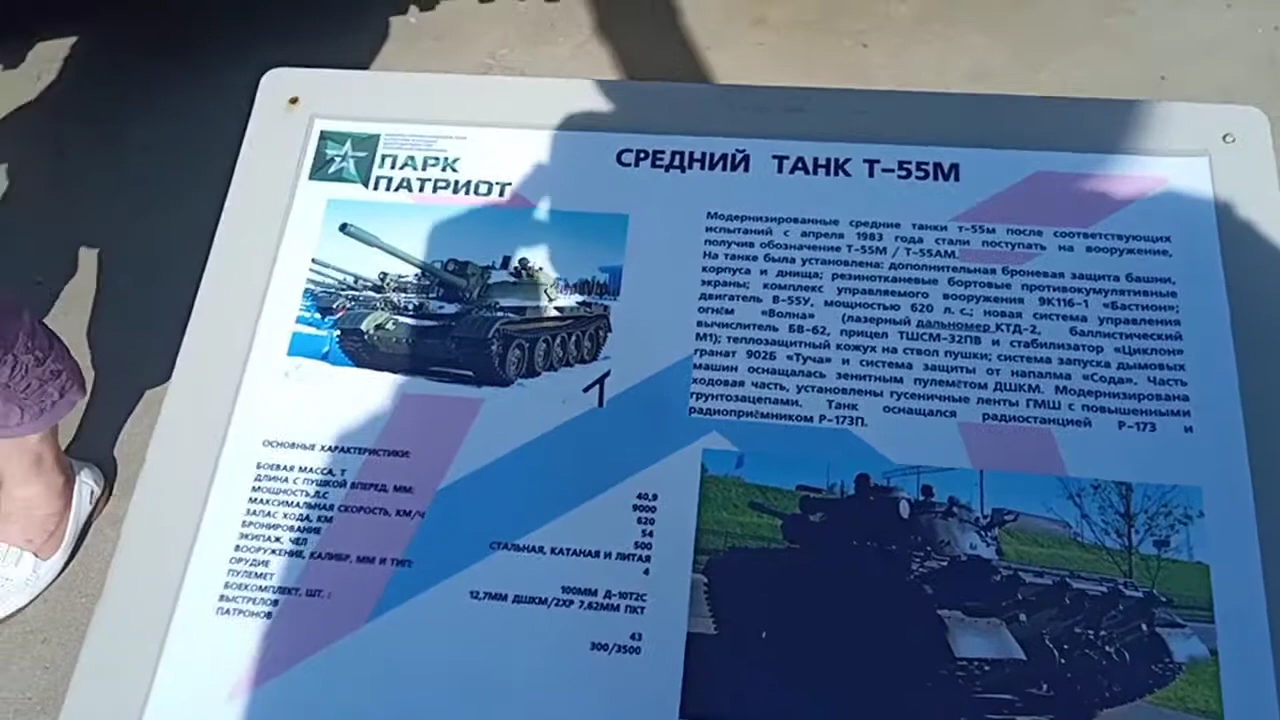 ПАРК
ПАТРИОТ
СРЕДНИЙ ТАНК Т-55М
Модернизированные средние танки т-55м после соответствующих
испытаний с апреля 1983 года стали поступать на вооружение,
получив обозначение Т-55М / Т-55АМ.
На танке была установлена: дополнительная броневая защита башни,
корпуса и днища; резинотканевые бортовые противокумулятивные
экраны; комплекс управляемого вооружения 9К116-1 «Бастион»;
двигатель В-55У, мощностью 620 л. с.; новая система управления
огнём «Волна» (лазерный дальномер КТД-2, баллистический
вычислитель БВ-62, прицел ТШСМ-32ПВ и стабилизатор «Циклон»
М1); теплозащитный кожух на ствол пушки; система запуска дымовых
гранат 902Б «Туча» и система защиты от напалма «Сода». Часть
машин оснащалась зенитным пулемётом ДШКМ. Модернизирована
ходовая часть, установлены гусеничные ленты ГМШ с повышенными
грунтозацепами. Танк оснащался радиостанцией Р-173 и
радиоприёмником Р-173П.
ОСНОВНЫЕ ХАРАКТЕРИСТИКИ:
БОЕВАЯ МАССА, Т 40,9
ДЛИНА С ПУШКОЙ ВПЕРЕД, ММ: 9000
МОЩНОСТЬ,Л.С 620
МАКСИМАЛЬНАЯ СКОРОСТЬ, КМ/Ч 54
ЗАПАС ХОДА, КМ 500
БРОНИРОВАНИЕ СТАЛЬНАЯ, КАТАНАЯ И ЛИТАЯ
ЭКИПАЖ, ЧЕЛ 4
ВООРУЖЕНИЕ, КАЛИБР, ММ И ТИП:
ОРУДИЕ 100ММ Д-10Т2С
ПУЛЕМЕТ 12,7ММ ДШКМ/2ХР 7,62ММ ПКТ
БОЕКОМПЛЕКТ, ШТ. :
ВЫСТРЕЛОВ 43
ПАТРОНОВ 300/3500